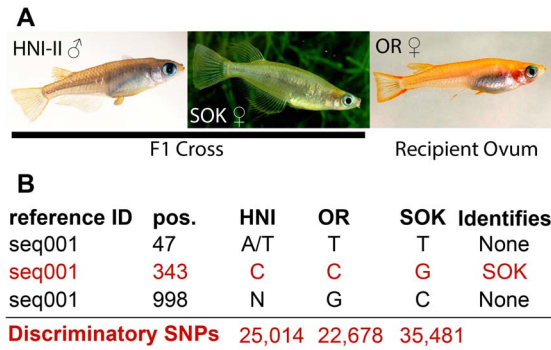 A
HNI-II ♂
SOK ♀
OR ♀
F1 Cross
Recipient Ovum
B
reference ID pos. HNI OR SOK Identifies
seq001 47 A/T T T None
seq001 343 C C G SOK
seq001 998 N G C None
Discriminatory SNPs 25,014 22,678 35,481